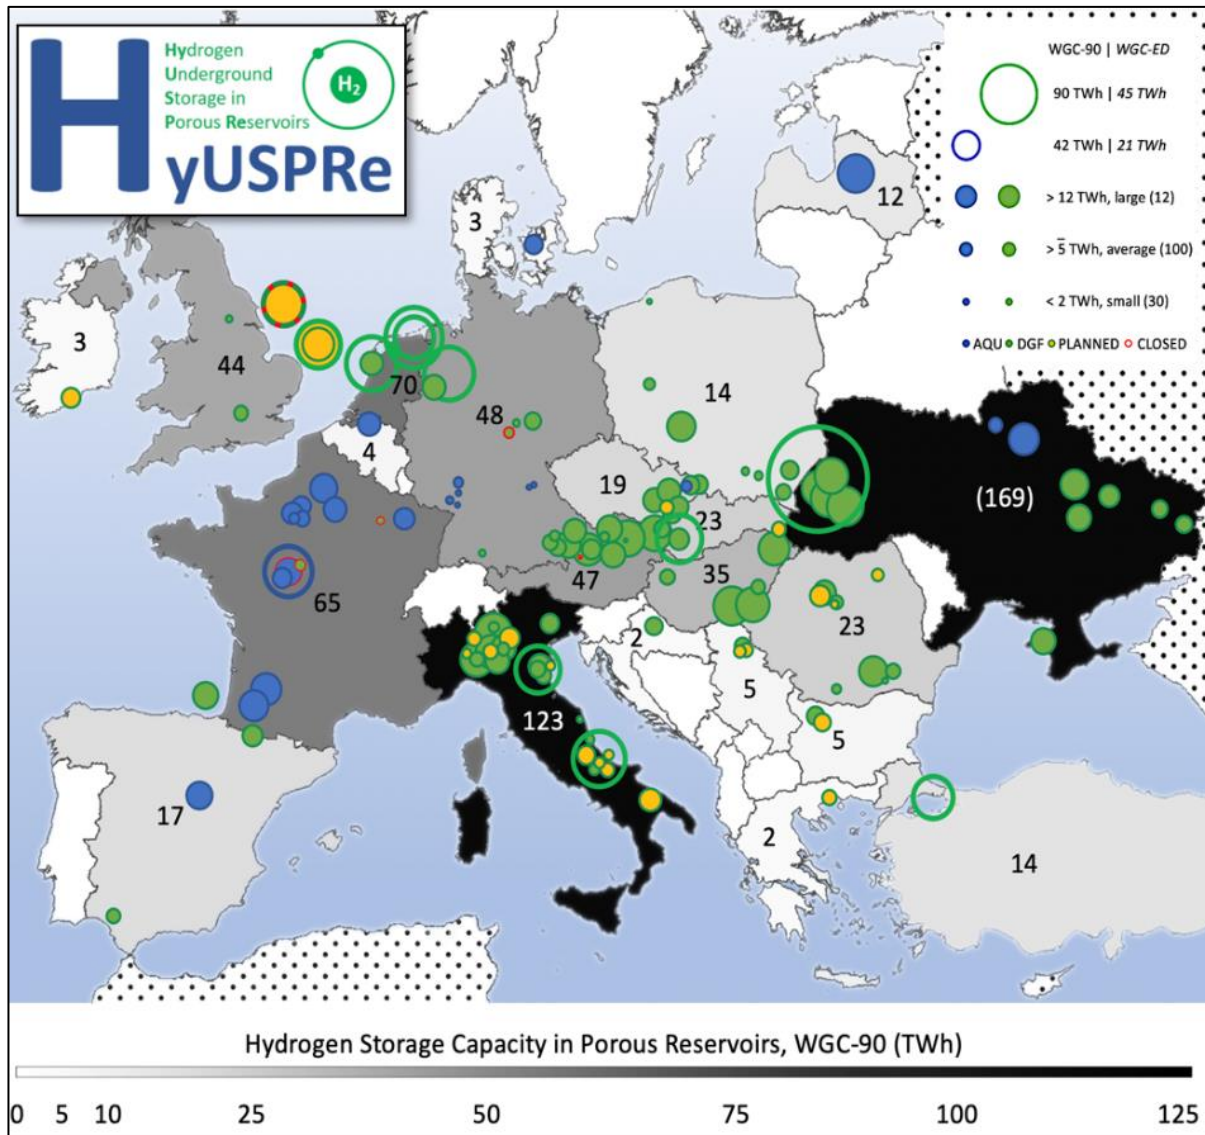 H
yUSPRe
Hydrogen
Underground
Storage in
Porous Reservoirs
H2
WGC-90 | WGC-ED
90 TWh | 45 TWh
42 TWh | 21 TWh
> 12 TWh, large (12)
> 5 TWh, average (100)
< 2 TWh, small (30)
AQU DGF PLANNED CLOSED
12
3
3
44
70
14
48
4
(169)
19
23
65
47
35
23
2
5
123
5
17
2
14
Hydrogen Storage Capacity in Porous Reservoirs, WGC-90 (TWh)
0 5 10 25 50 75 100 125